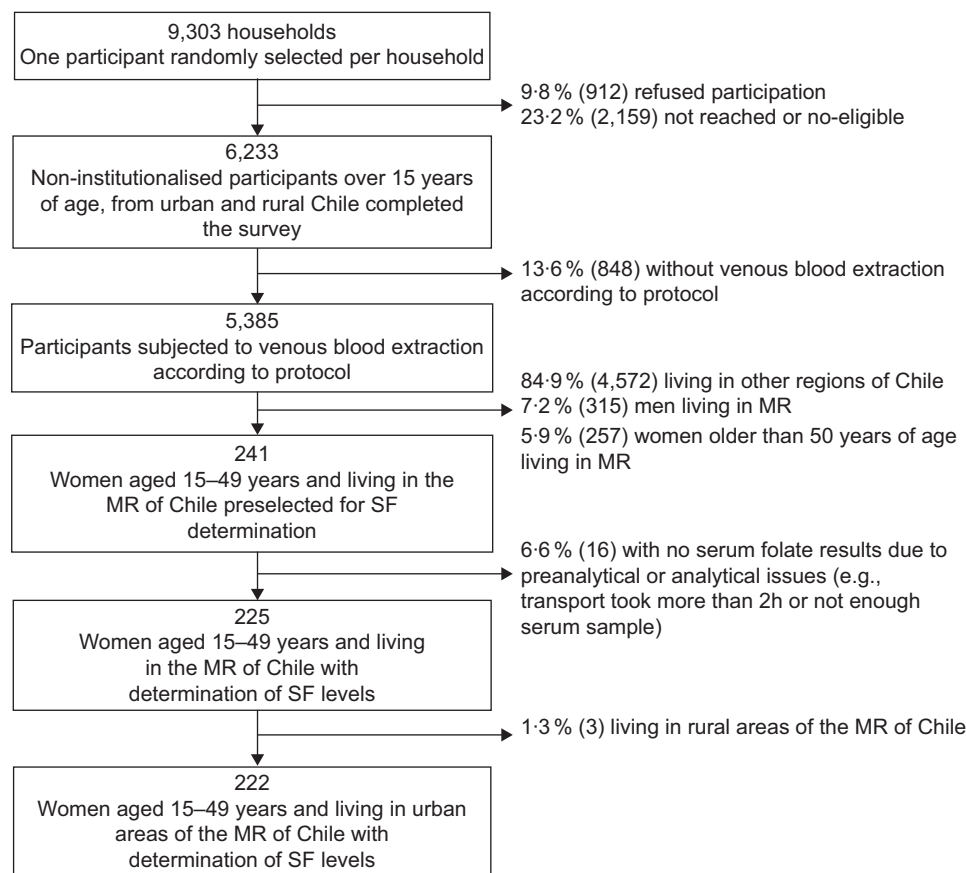 9,303 households
One participant randomly selected per household
9·8 % (912) refused participation
23·2 % (2,159) not reached or no-eligible
6,233
Non-institutionalised participants over 15 years
of age, from urban and rural Chile completed
the survey
13·6 % (848) without venous blood extraction
according to protocol
5,385
Participants subjected to venous blood extraction
according to protocol
84·9 % (4,572) living in other regions of Chile
7·2 % (315) men living in MR
5·9 % (257) women older than 50 years of age
living in MR
241
Women aged 15–49 years and living in the
MR of Chile preselected for SF
determination
6·6 % (16) with no serum folate results due to
preanalytical or analytical issues (e.g.,
transport took more than 2h or not enough
serum sample)
225
Women aged 15–49 years and living
in the MR of Chile with
determination of SF levels
1·3 % (3) living in rural areas of the MR of Chile
222
Women aged 15–49 years and living in urban
areas of the MR of Chile with
determination of SF levels